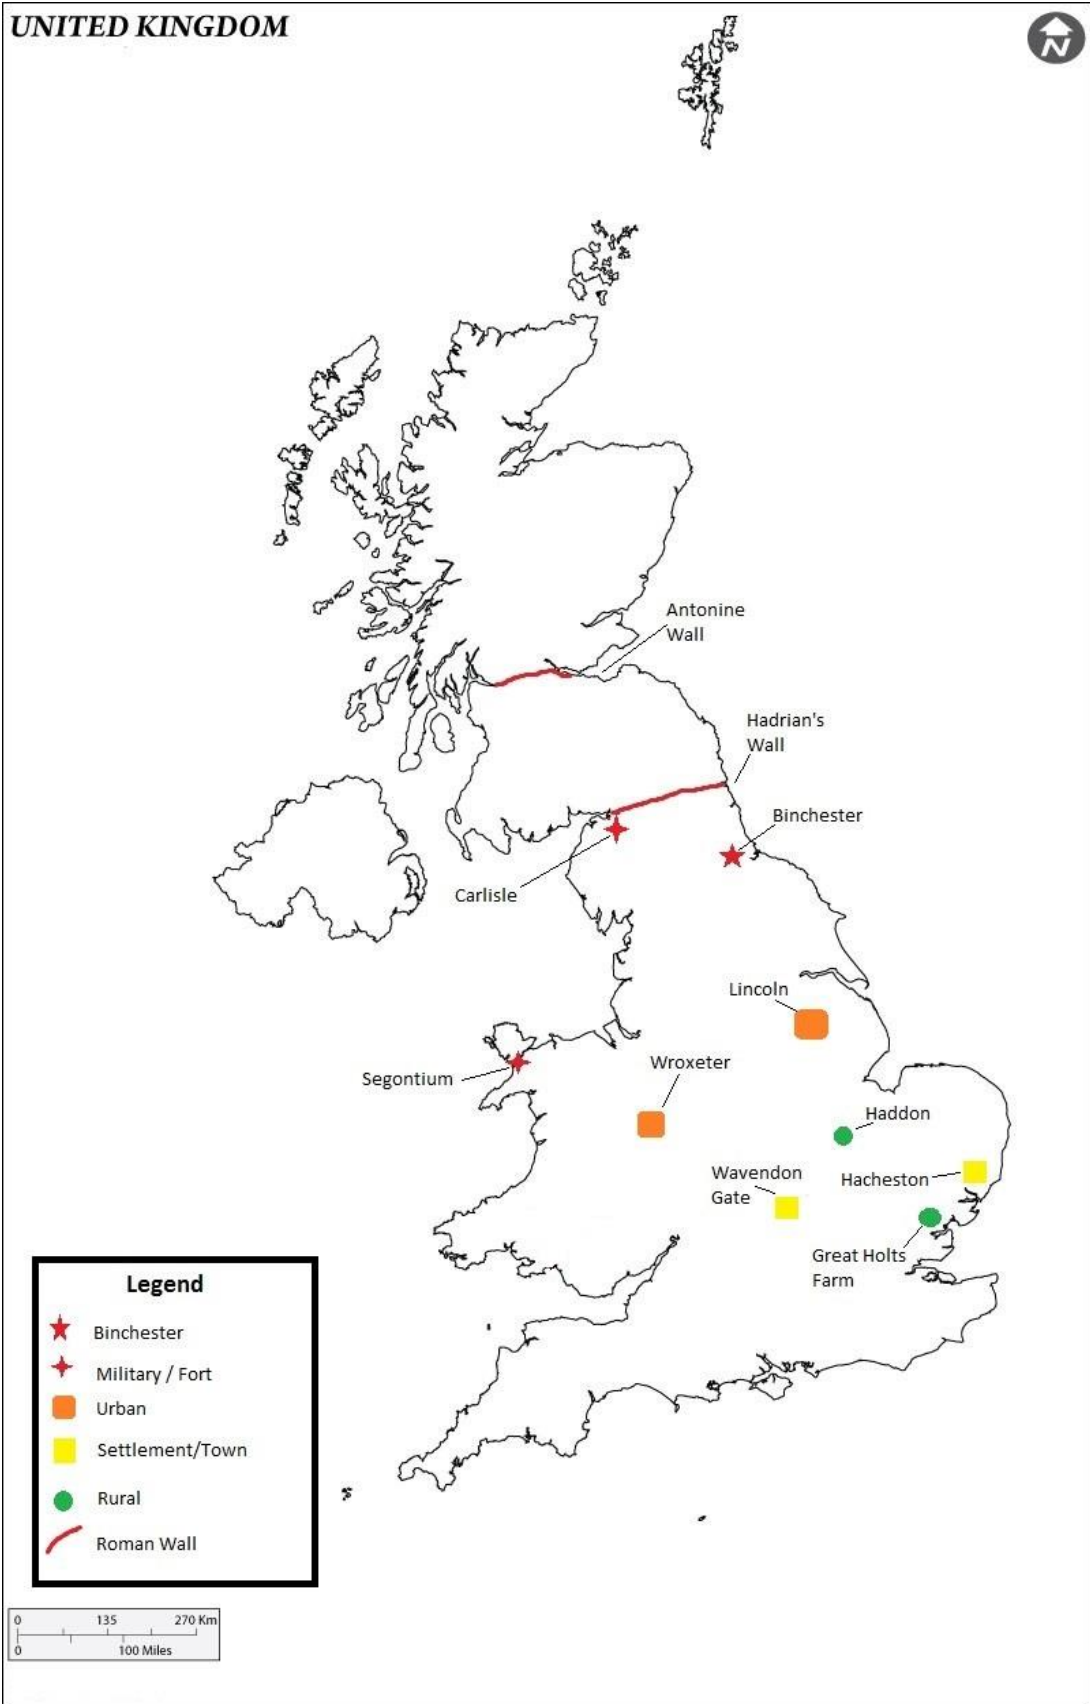 UNITED KINGDOM
N
Antonine
Wall
Hadrian's
Wall
Binchester
Carlisle
Lincoln
Segontium
Wroxeter
Haddon
Wavendon
Gate
Hacheston
Great Holts
Farm
Legend
Binchester
Military / Fort
Urban
Settlement/Town
Rural
Roman Wall
0 135 270 Km
0 100 Miles